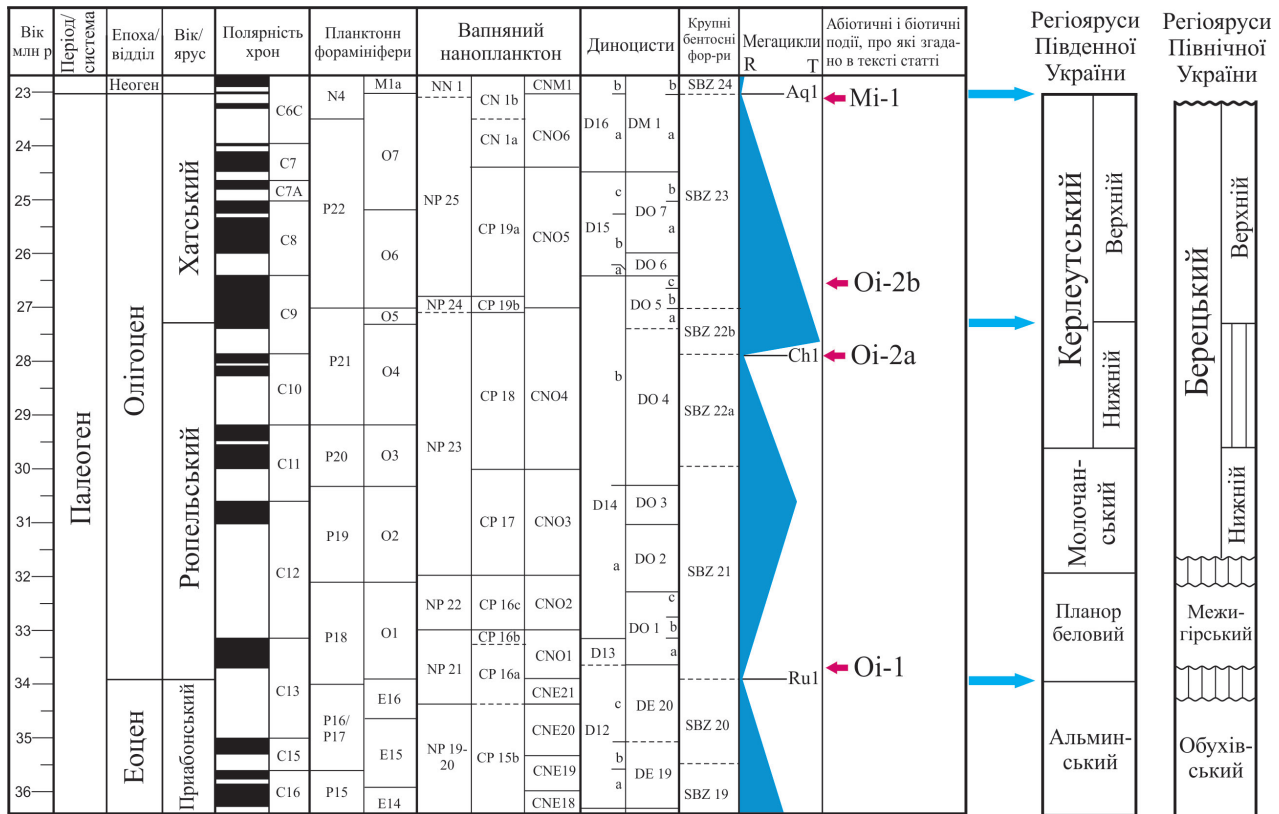 Вік
млн р
Період/
система
Епоха/
відділ
Вік/
ярус
Полярність
хрон
Планктонн
форамініфери
Вапняний
нанопланктон
Диноцисти
Крупні
бентосні
фор-ри
Мегацикли
R T
Абіотичні і біотичні
події, про які згада-
но в тексті статті
Регіояруси
Південної
України
Регіояруси
Північної
України
23
24
25
26
27
28
29
30
31
32
33
34
35
36
Палеоген
Неоген
Олігоцен
Еоцен
Хатський
Рюпельський
Приабонський
C6C
C7
C7A
C8
C9
C10
C11
C12
C13
C15
C16
N4
P22
P21
P20
P19
P18
P16/
P17
P15
M1a
O7
O6
O5
O4
O3
O2
O1
E16
E15
E14
NN 1
NP 25
NP 24
NP 23
NP 22
NP 21
NP 19-
20
CN 1b
CN 1a
CP 19a
CP 19b
CP 18
CP 17
CP 16c
CP 16b
CP 16a
CP 15b
CNM1
CNO6
CNO5
CNO4
CNO3
CNO2
CNO1
CNE21
CNE20
CNE19
CNE18
b
D16
a
c
D15
b
a
b
D14
a
D13
c
D12
b
a
b
DM 1
a
b
DO 7
a
DO 6
c
DO 5
b
a
DO 4
DO 3
DO 2
c
DO 1
b
a
DE 20
DE 19
SBZ 24
SBZ 23
SBZ 22b
SBZ 22a
SBZ 21
SBZ 20
SBZ 19
Aq1
Ch1
Ru1
Mi-1
Oi-2b
Oi-2a
Oi-1
Керлеутський
Верхній
Нижній
Молочан-
ський
Планор
беловий
Альмин-
ський
Берецький
Верхній
Нижній
Межи-
гірський
Обухів-
ський